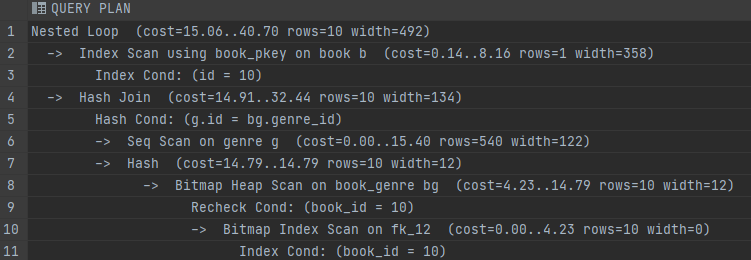 QUERY PLAN
1 Nested Loop  (cost=15.06..40.70 rows=10 width=492)
2   ->  Index Scan using book_pkey on book b  (cost=0.14..8.16 rows=1 width=358)
3         Index Cond: (id = 10)
4   ->  Hash Join  (cost=14.91..32.44 rows=10 width=134)
5         Hash Cond: (g.id = bg.genre_id)
6         ->  Seq Scan on genre g  (cost=0.00..15.40 rows=540 width=122)
7         ->  Hash  (cost=14.79..14.79 rows=10 width=12)
8               ->  Bitmap Heap Scan on book_genre bg  (cost=4.23..14.79 rows=10 width=12)
9                     Recheck Cond: (book_id = 10)
10                     ->  Bitmap Index Scan on fk_12  (cost=0.00..4.23 rows=10 width=0)
11                           Index Cond: (book_id = 10)